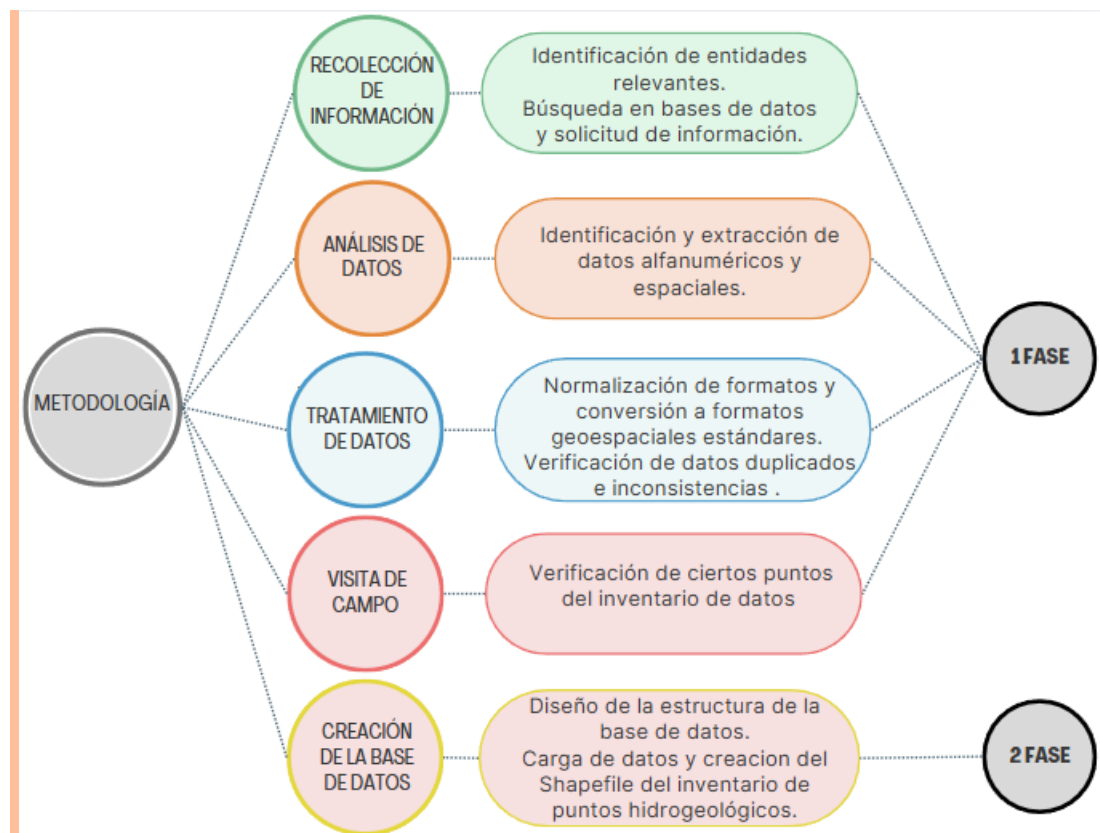 RECOLECCIÓN
DE
INFORMACIÓN
Identificación de entidades
relevantes.
Búsqueda en bases de datos
y solicitud de información.
ANÁLISIS DE
DATOS
Identificación y extracción de
datos alfanuméricos y
espaciales.
METODOLOGÍA
TRATAMIENTO
DE DATOS
Normalización de formatos y
conversión a formatos
geoespaciales estándares.
Verificación de datos duplicados
e inconsistencias .
1 FASE
VISITA DE
CAMPO
Verificación de ciertos puntos
del inventario de datos
CREACIÓN
DE LA BASE
DE DATOS
Diseño de la estructura de la
base de datos.
Carga de datos y creacion del
Shapefile del inventario de
puntos hidrogeológicos.
2 FASE